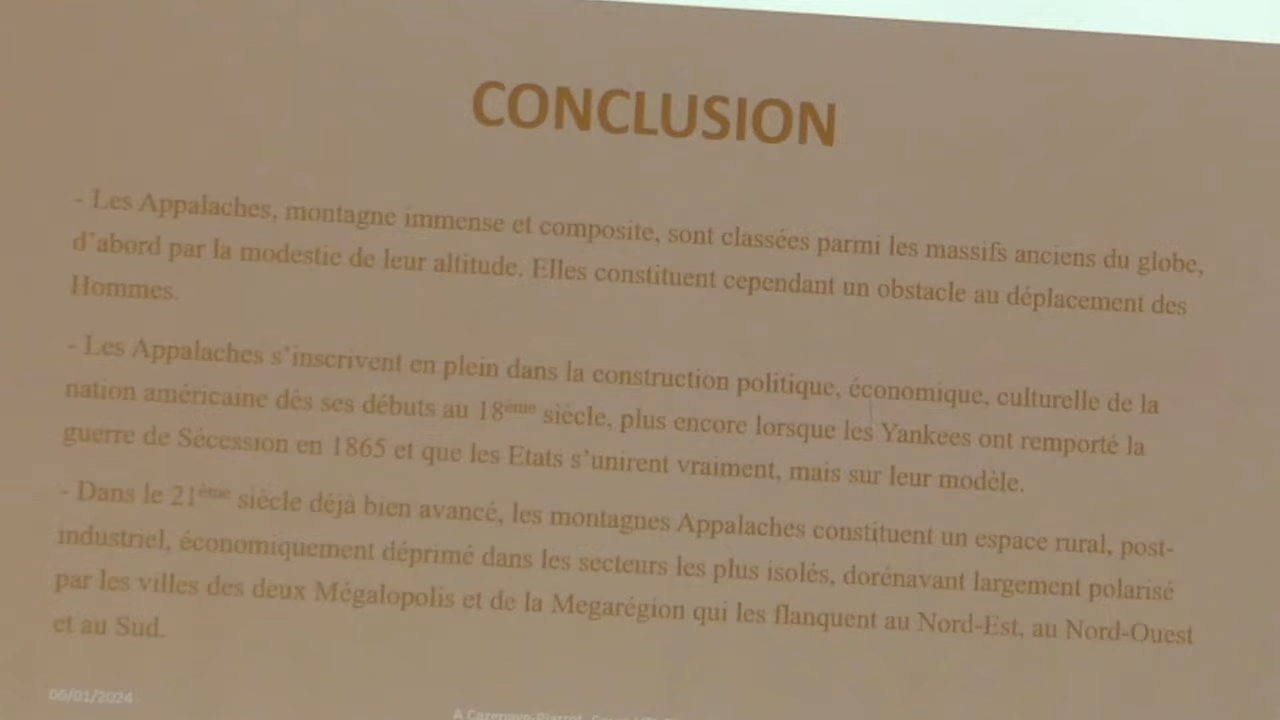 CONCLUSION
- Les Appalaches, montagne immense et composite, sont classées parmi les massifs anciens du globe,
d’abord par la modestie de leur altitude. Elles constituent cependant un obstacle au déplacement des
Hommes.
- Les Appalaches s’inscrivent en plein dans la construction politique, économique, culturelle de la
nation américaine dès ses débuts au 18ème siècle, plus encore lorsque les Yankees ont remporté la
guerre de Sécession en 1865 et que les Etats s’unirent vraiment, mais sur leur modèle.
- Dans le 21ème siècle déjà bien avancé, les montagnes Appalaches constituent un espace rural, post-
industriel, économiquement déprimé dans les secteurs les plus isolés, dorénavant largement polarisé
par les villes des deux Mégalopolis et de la Megarégion qui les flanquent au Nord-Est, au Nord-Ouest
et au Sud.
06/01/2024
A Cazenave-Piarrot